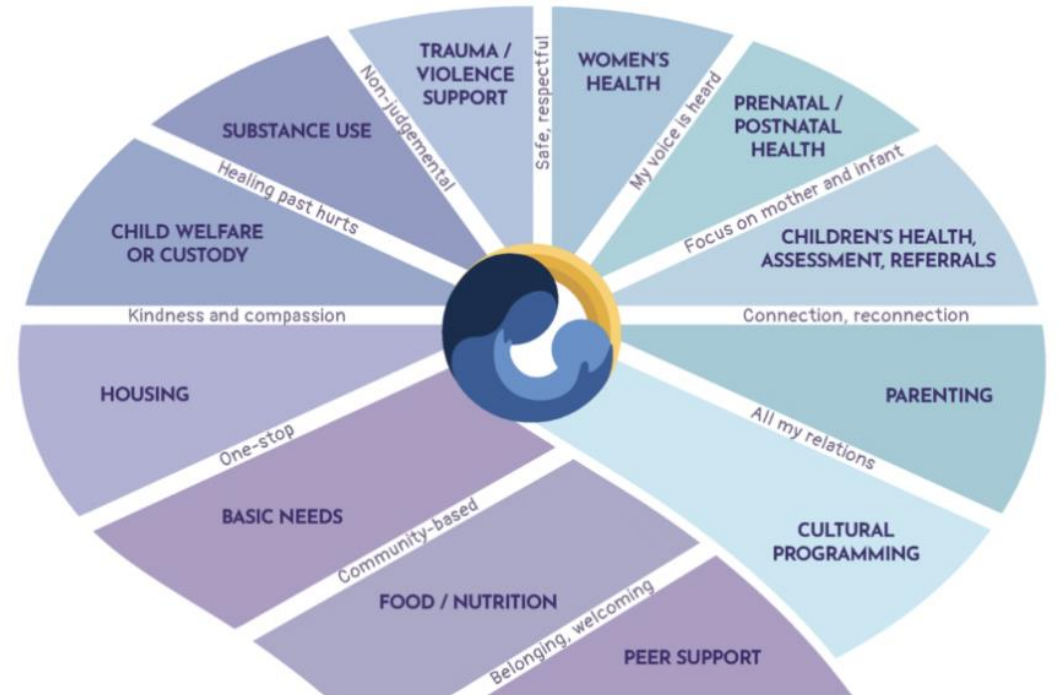 TRAUMA /
VIOLENCE
SUPPORT
Safe, respectful
WOMEN'S
HEALTH
My voice is heard
PRENATAL /
POSTNATAL
HEALTH
Focus on mother and infant
CHILDREN'S HEALTH,
ASSESSMENT, REFERRALS
Connection, reconnection
PARENTING
All my relations
CULTURAL
PROGRAMMING
PEER SUPPORT
Belonging, welcoming
FOOD / NUTRITION
Community-based
BASIC NEEDS
One-stop
HOUSING
Kindness and compassion
CHILD WELFARE
OR CUSTODY
Healing past hurts
SUBSTANCE USE
Non-judgemental